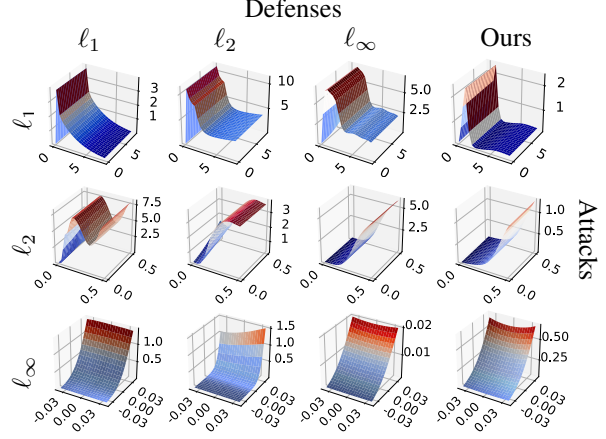 Defenses
ℓ1 ℓ2 ℓ∞ Ours
ℓ1
3 2 1 0 5 5 0
10 5 0 5 5 0
5.0 2.5 0 5 5 0
2 1 0 5 5 0
Attacks
ℓ2
7.5 5.0 2.5 0.0 0.5 0.5 0.0
3 2 1 0.0 0.5 0.5 0.0
5.0 2.5 0.0 0.5 0.5 0.0
1.0 0.5 0.0 0.5 0.5 0.0
ℓ∞
1.0 0.5 -0.03 0.00 0.03 0.03 0.00 -0.03
1.5 1.0 0.5 -0.03 0.00 0.03 0.03 0.00 -0.03
0.02 0.01 -0.03 0.00 0.03 0.03 0.00 -0.03
0.50 0.25 -0.03 0.00 0.03 0.03 0.00 -0.03